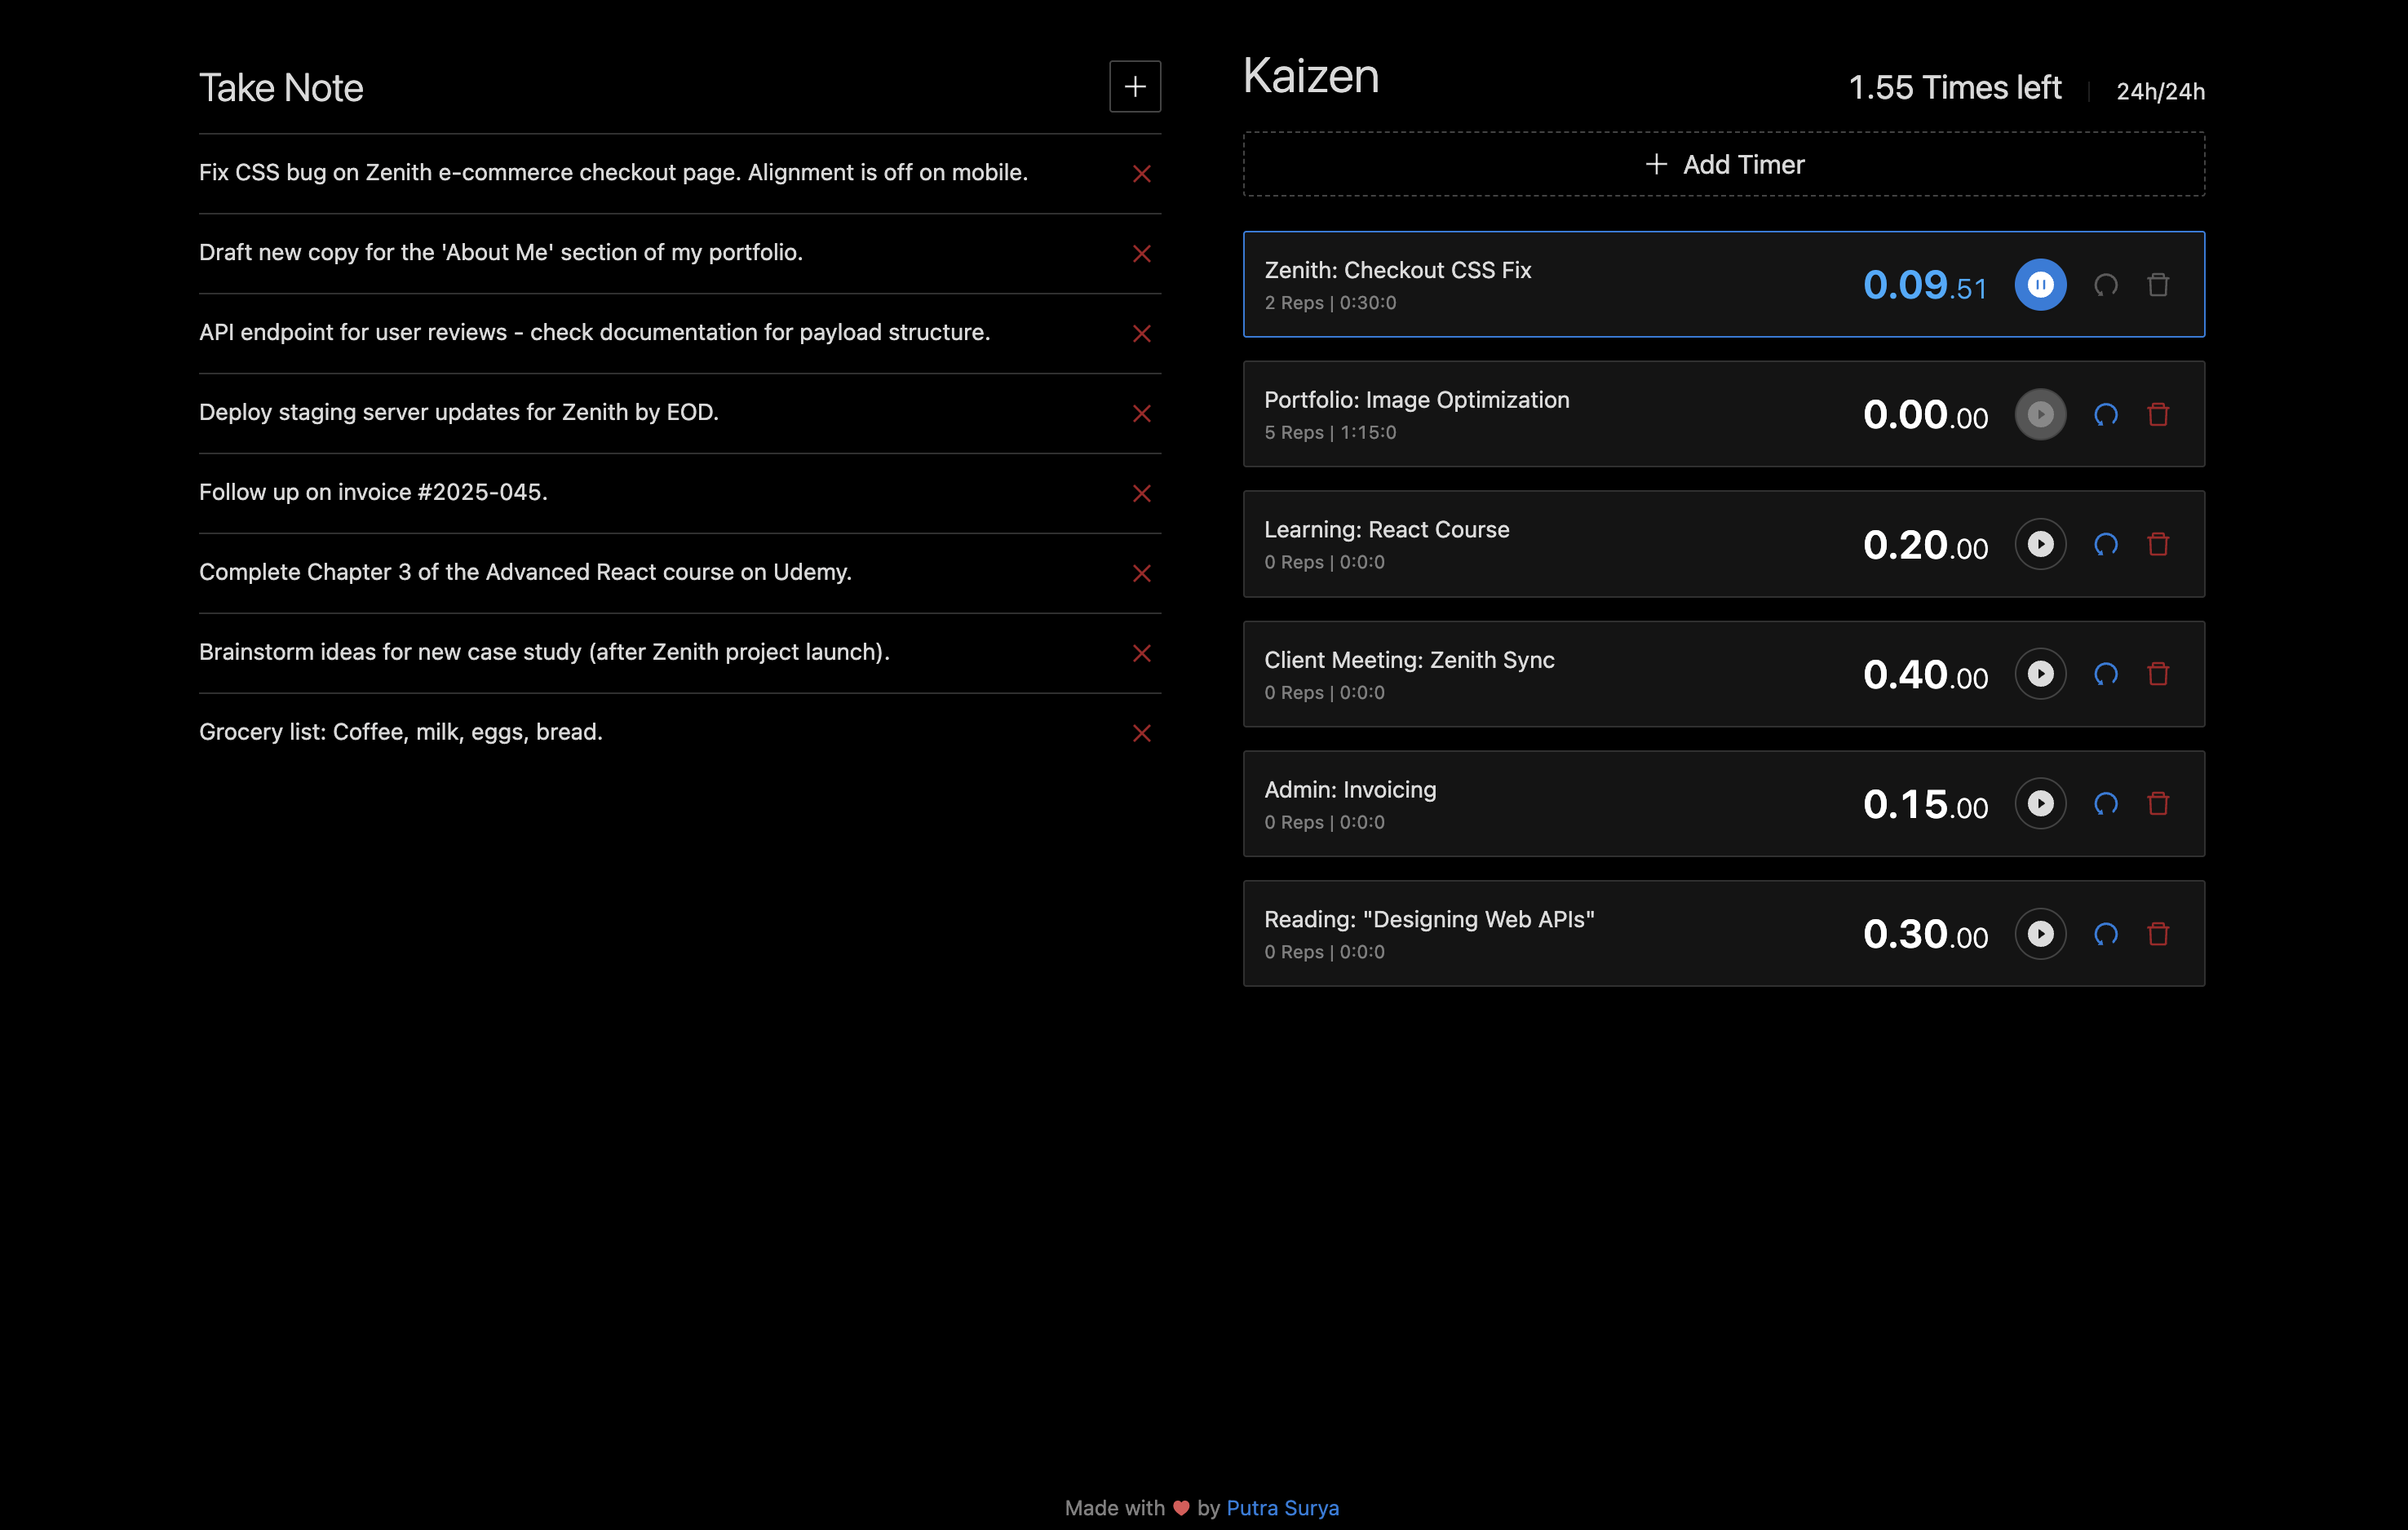 Take Note
Fix CSS bug on Zenith e-commerce checkout page. Alignment is off on mobile.
Draft new copy for the 'About Me' section of my portfolio.
API endpoint for user reviews - check documentation for payload structure.
Deploy staging server updates for Zenith by EOD.
Follow up on invoice #2025-045.
Complete Chapter 3 of the Advanced React course on Udemy.
Brainstorm ideas for new case study (after Zenith project launch).
Grocery list: Coffee, milk, eggs, bread.
Kaizen
1.55 Times left
24h/24h
Add Timer
Zenith: Checkout CSS Fix
2 Reps | 0:30:0
0.09.51
Portfolio: Image Optimization
5 Reps | 1:15:0
0.00.00
Learning: React Course
0 Reps | 0:0:0
0.20.00
Client Meeting: Zenith Sync
0 Reps | 0:0:0
0.40.00
Admin: Invoicing
0 Reps | 0:0:0
0.15.00
Reading: "Designing Web APIs"
0 Reps | 0:0:0
0.30.00
Made with ❤ by Putra Surya